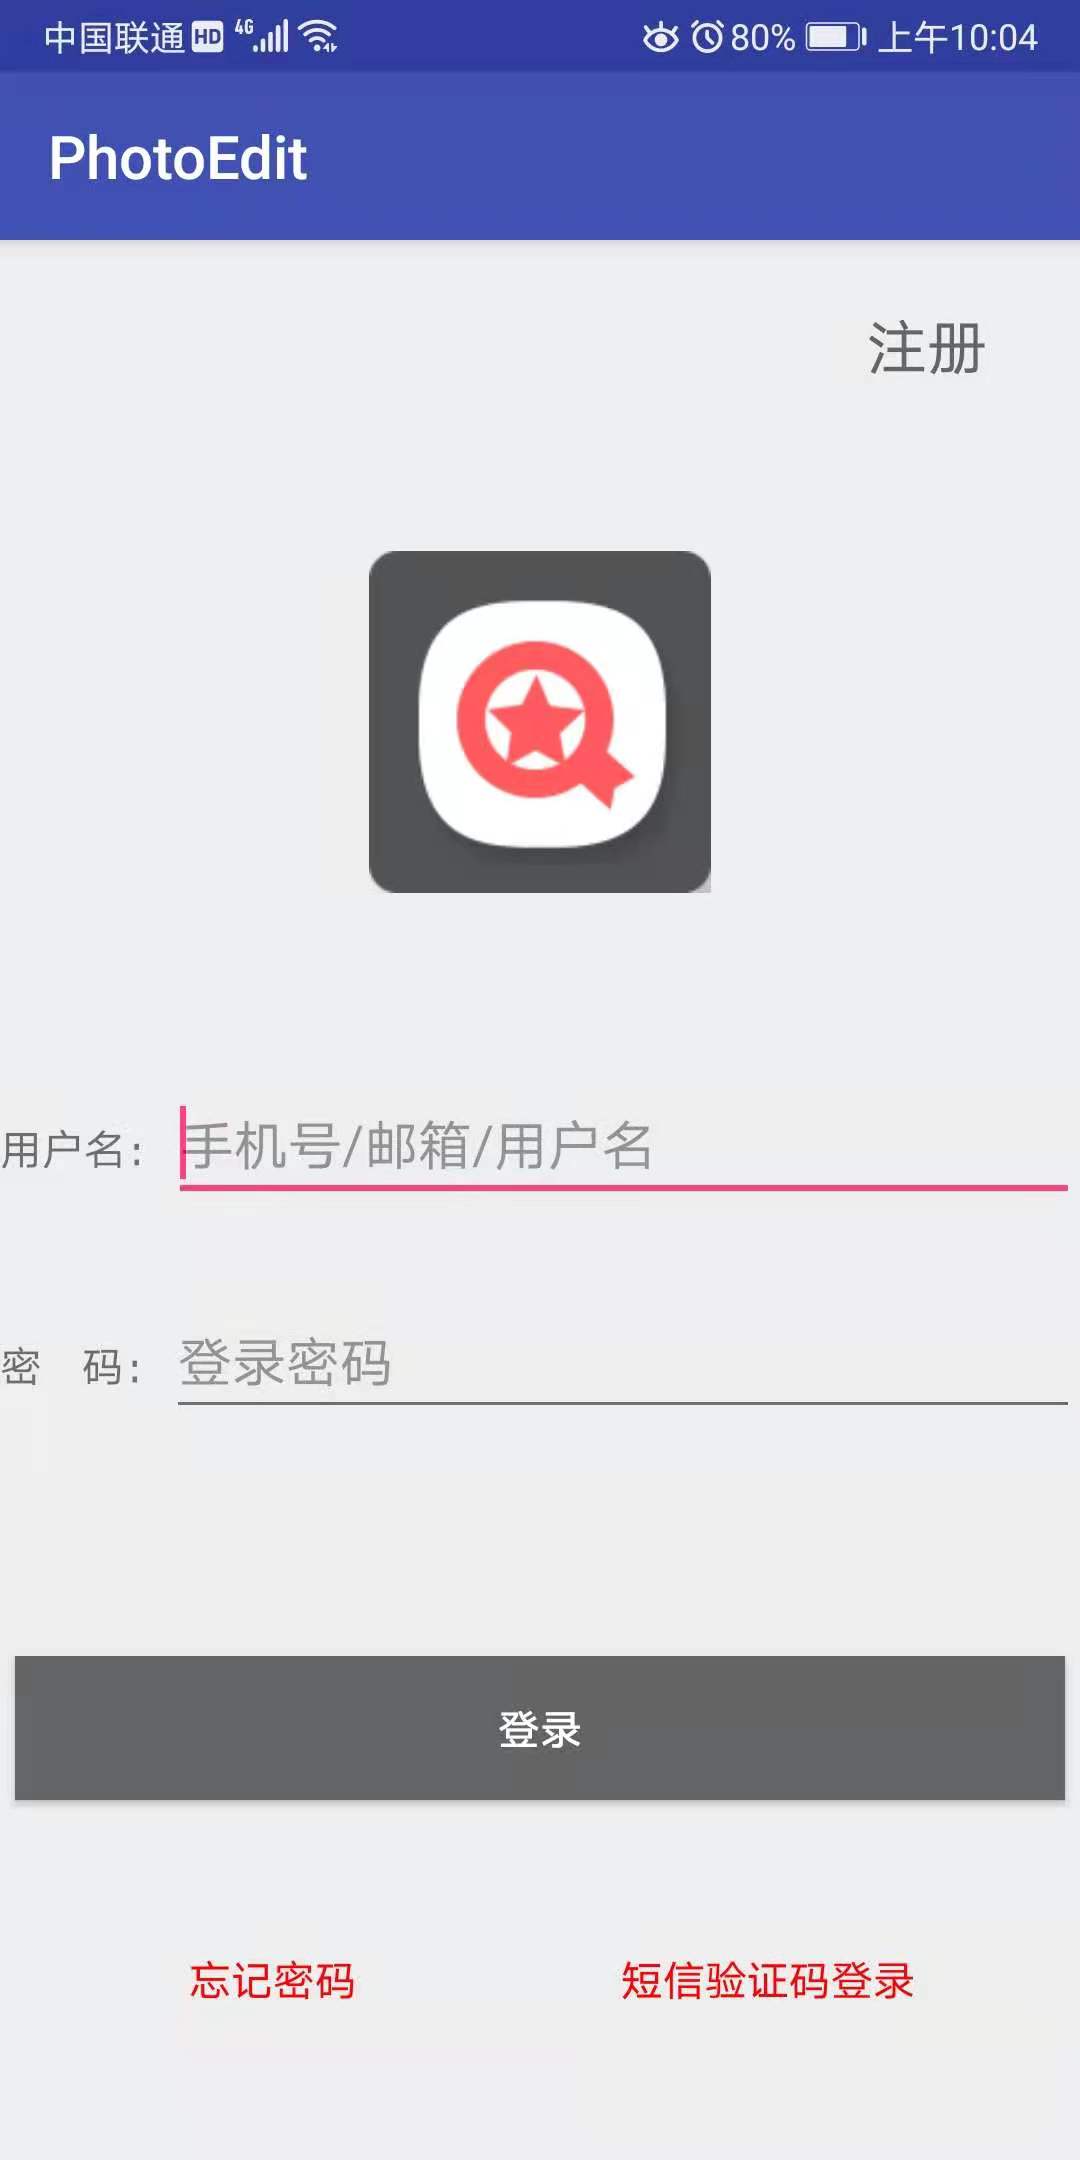 中国联通 HD 4G 80% 上午10:04
PhotoEdit
注册
用户名: 手机号/邮箱/用户名
密 码: 登录密码
登录
忘记密码 短信验证码登录